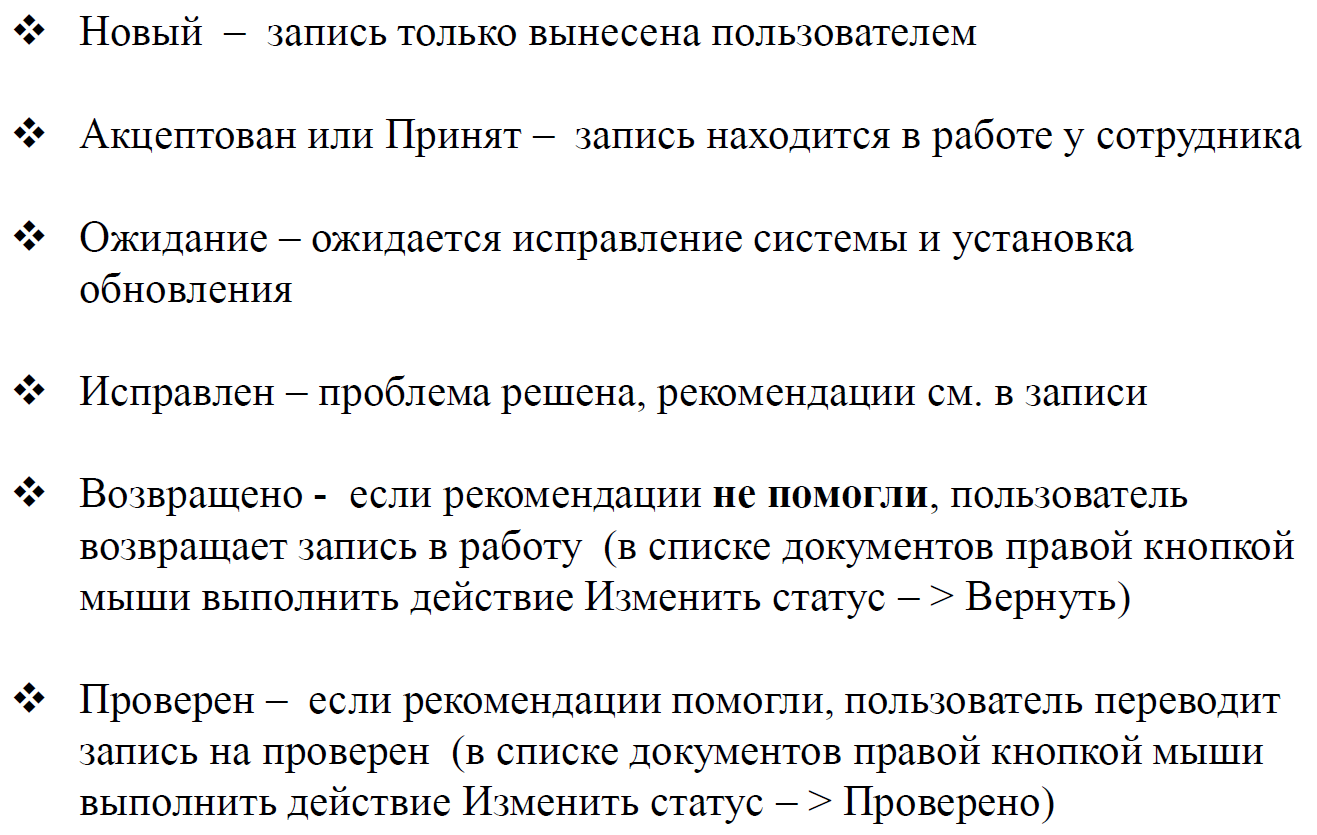 ❖ Новый – запись только вынесена пользователем
❖ Акцептован или Принят – запись находится в работе у сотрудника
❖ Ожидание – ожидается исправление системы и установка
обновления
❖ Исправлен – проблема решена, рекомендации см. в записи
❖ Возвращено - если рекомендации не помогли, пользователь
возвращает запись в работу (в списке документов правой кнопкой
мыши выполнить действие Изменить статус – > Вернуть)
❖ Проверен – если рекомендации помогли, пользователь переводит
запись на проверен (в списке документов правой кнопкой мыши
выполнить действие Изменить статус – > Проверено)